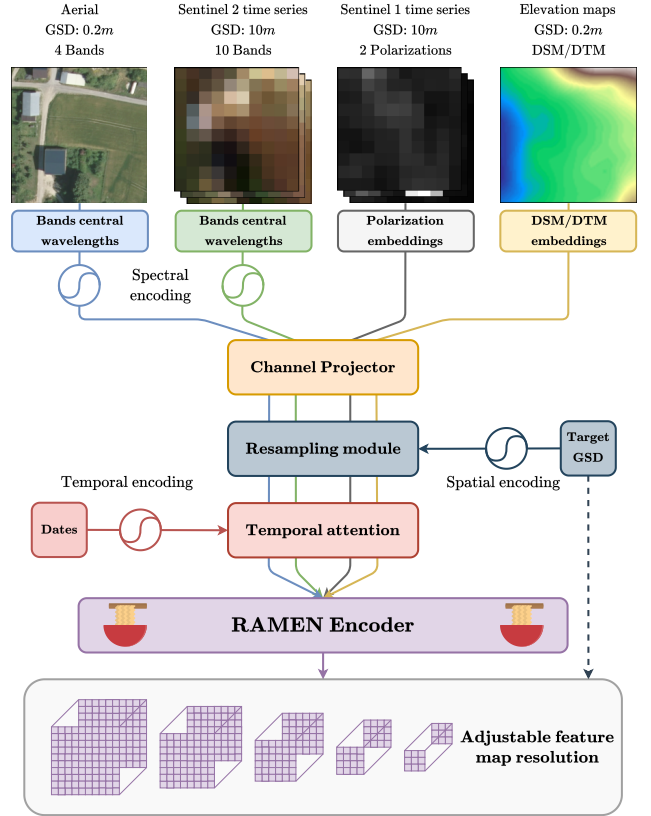 Aerial
GSD: 0.2m
4 Bands
Sentinel 2 time series
GSD: 10m
10 Bands
Sentinel 1 time series
GSD: 10m
2 Polarizations
Elevation maps
GSD: 0.2m
DSM/DTM
Bands central
wavelengths
Bands central
wavelengths
Polarization
embeddings
DSM/DTM
embeddings
Spectral
encoding
Channel Projector
Resampling module
Target
GSD
Temporal encoding
Spatial encoding
Dates
Temporal attention
RAMEN Encoder
Adjustable feature
map resolution